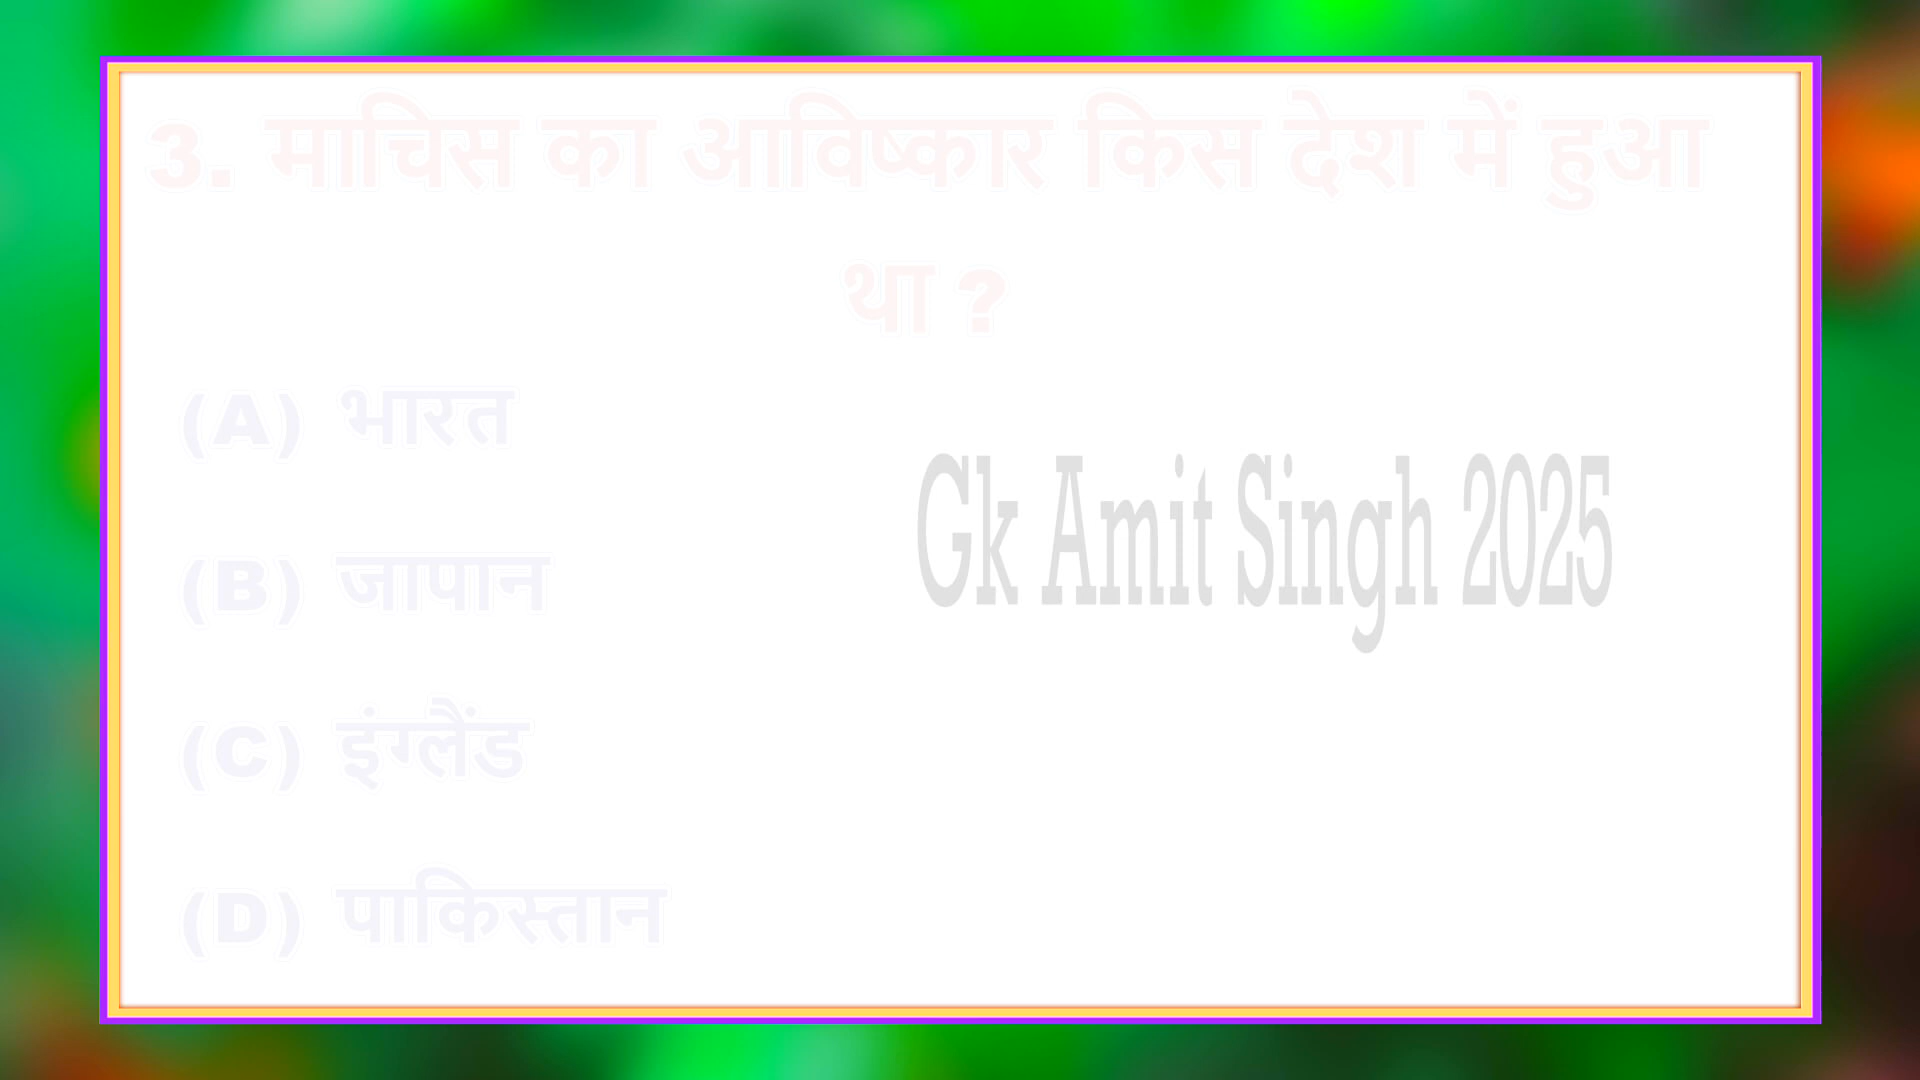 3. माचिस का आविष्कार किस देश में हुआ
था ?
(A) भारत
Gk Amit Singh 2025
(B) जापान
(C) इंग्लैंड
(D) पाकिस्तान